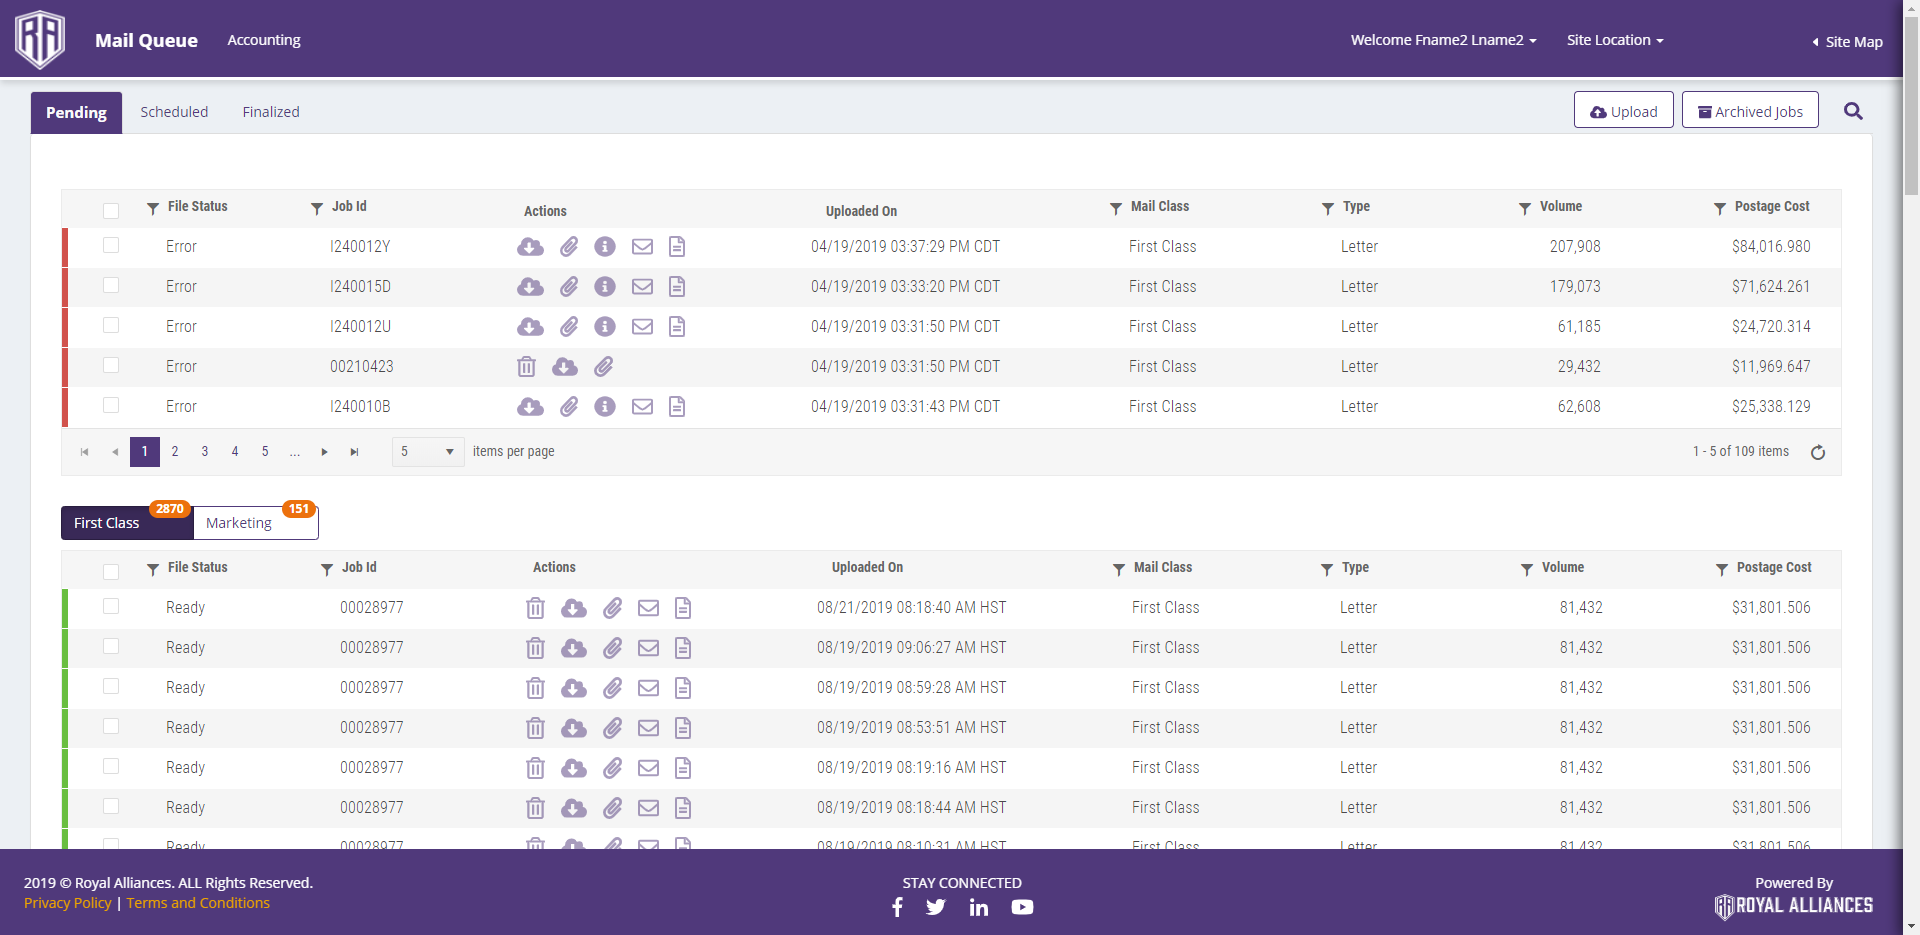 RA Mail Queue Accounting Welcome Fname2 Lname2 Site Location Site Map
Pending Scheduled Finalized Upload Archived Jobs
File Status Job Id Actions Uploaded On Mail Class Type Volume Postage Cost
Error I240012Y 04/19/2019 03:37:29 PM CDT First Class Letter 207,908 $84,016.980
Error I240015D 04/19/2019 03:33:20 PM CDT First Class Letter 179,073 $71,624.261
Error I240012U 04/19/2019 03:31:50 PM CDT First Class Letter 61,185 $24,720.314
Error 00210423 04/19/2019 03:31:50 PM CDT First Class Letter 29,432 $11,969.647
Error I240010B 04/19/2019 03:31:43 PM CDT First Class Letter 62,608 $25,338.129
1 2 3 4 5 ... 5 items per page 1 - 5 of 109 items
First Class 2870 Marketing 151
File Status Job Id Actions Uploaded On Mail Class Type Volume Postage Cost
Ready 00028977 08/21/2019 08:18:40 AM HST First Class Letter 81,432 $31,801.506
Ready 00028977 08/19/2019 09:06:27 AM HST First Class Letter 81,432 $31,801.506
Ready 00028977 08/19/2019 08:59:28 AM HST First Class Letter 81,432 $31,801.506
Ready 00028977 08/19/2019 08:53:51 AM HST First Class Letter 81,432 $31,801.506
Ready 00028977 08/19/2019 08:19:16 AM HST First Class Letter 81,432 $31,801.506
Ready 00028977 08/19/2019 08:18:44 AM HST First Class Letter 81,432 $31,801.506
Ready 00028977 08/19/2019 08:10:31 AM HST First Class Letter 81,432 $31,801.506
2019 © Royal Alliances. ALL Rights Reserved. STAY CONNECTED Powered By
Privacy Policy | Terms and Conditions RA ROYAL ALLIANCES